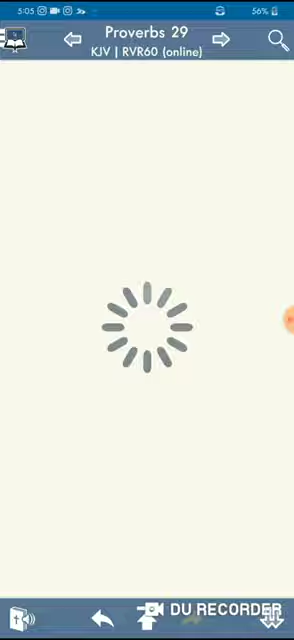 5:05
56%
Proverbs 29
KJV | RVR60 (online)
DU RECORDER